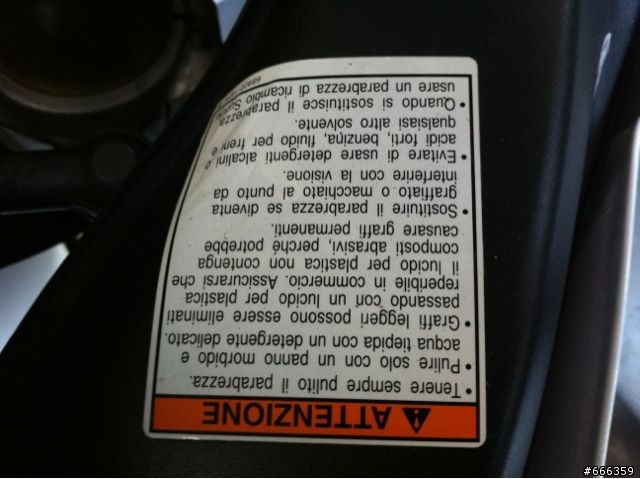 ATTENZIONE
• Tenere sempre pulito il parabrezza.
• Pulire solo con un panno morbido e
acqua tiepida con un detergente delicato.
• Graffi leggeri possono essere eliminati
passando con un lucido per plastica
reperibile in commercio. Assicurarsi che
il lucido per plastica non contenga
composti abrasivi, perché potrebbe
causare graffi permanenti.
• Sostituire il parabrezza se diventa
graffiato o macchiato al punto da
interferire con la visione.
• Evitare di usare detergenti alcalini o
acidi forti, benzina, fluido per freni e
qualsiasi altro solvente.
• Quando si sostituisce il parabrezza,
usare un parabrezza di ricambio Suzuki
#666359